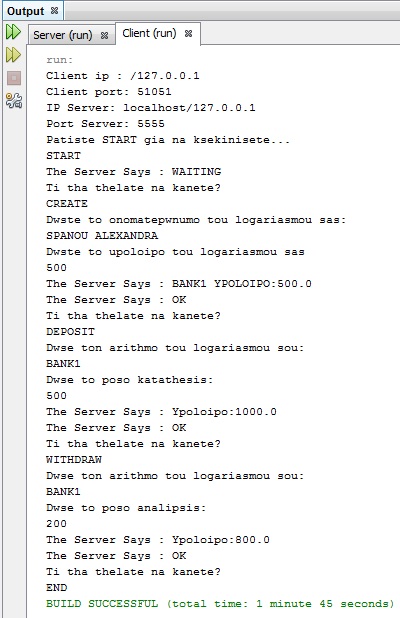 Output
Server (run)
Client (run)
run:
Client ip : /127.0.0.1
Client port: 51051
IP Server: localhost/127.0.0.1
Port Server: 5555
Patiste START gia na ksekinisete...
START
The Server Says : WAITING
Ti tha thelate na kanete?
CREATE
Dwste to onomatepwnumo tou logariasmou sas:
SPANOU ALEXANDRA
Dwste to upoloipo tou logariasmou sas
500
The Server Says : BANK1 YPOLOIPO:500.0
The Server Says : OK
Ti tha thelate na kanete?
DEPOSIT
Dwse ton arithmo tou logariasmou sou:
BANK1
Dwse to poso katathesis:
500
The Server Says : Ypoloipo:1000.0
The Server Says : OK
Ti tha thelate na kanete?
WITHDRAW
Dwse ton arithmo tou logariasmou sou:
BANK1
Dwse to poso analipsis:
200
The Server Says : Ypoloipo:800.0
The Server Says : OK
Ti tha thelate na kanete?
END
BUILD SUCCESSFUL (total time: 1 minute 45 seconds)